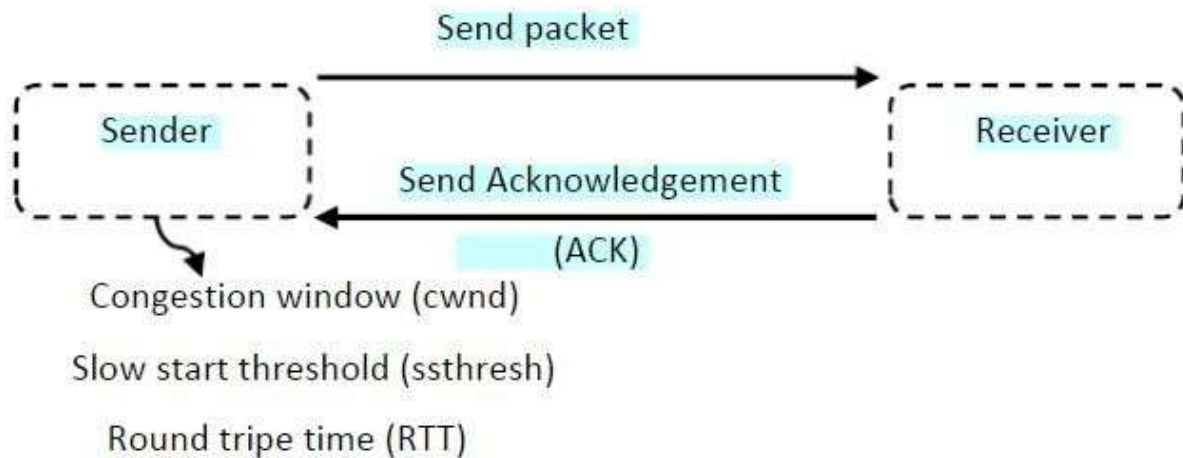 Send packet
Sender
Receiver
Send Acknowledgement
(ACK)
Congestion window (cwnd)
Slow start threshold (ssthresh)
Round tripe time (RTT)